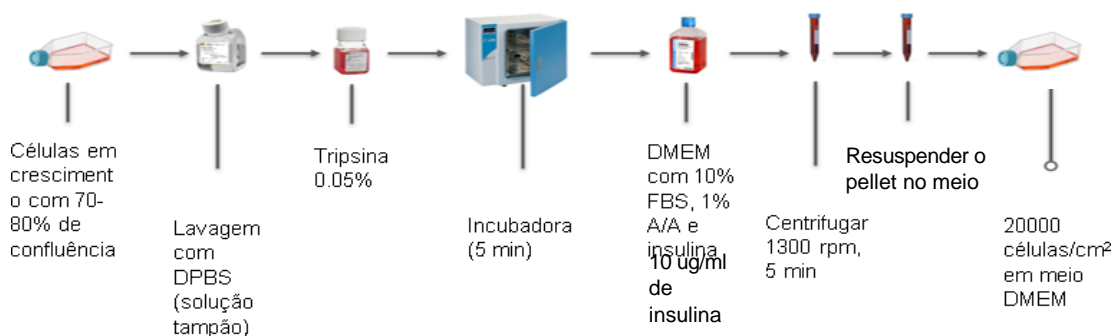 Células em
cresciment
o com 70-
80% de
confluência
Lavagem
com
DPBS
(solução
tampão)
Tripsina
0.05%
Incubadora
(5 min)
DMEM
com 10%
FBS, 1%
A/A e
insulina
10 ug/ml
de
insulina
Centrifugar
1300 rpm,
5 min
Resuspender o
pellet no meio
20000
células/cm²
em meio
DMEM